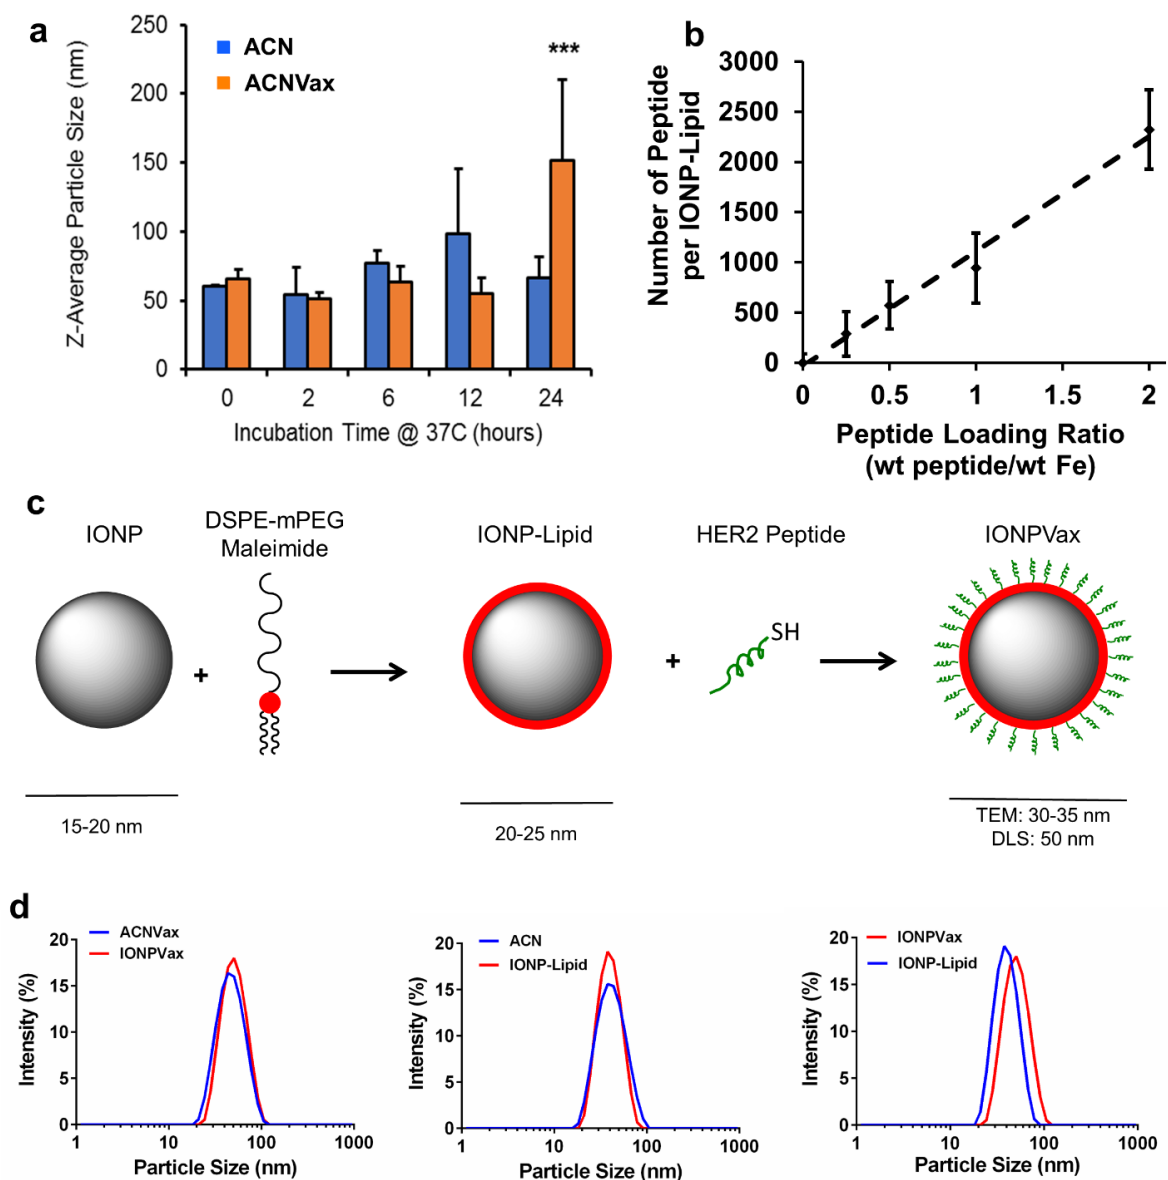 a
Z-Average Particle Size (nm)
250
200
150
100
50
0
ACN
ACNVax
***
0 2 6 12 24
Incubation Time @ 37C (hours)
b
Number of Peptide
per IONP-Lipid
3000
2500
2000
1500
1000
500
0
0 0.5 1 1.5 2
Peptide Loading Ratio
(wt peptide/wt Fe)
c
IONP
15-20 nm
+
DSPE-mPEG
Maleimide
IONP-Lipid
20-25 nm
+
HER2 Peptide
SH
IONPVax
TEM: 30-35 nm
DLS: 50 nm
d
ACNVax
IONPVax
Intensity (%)
20
15
10
5
0
1 10 100 1000
Particle Size (nm)
ACN
IONP-Lipid
Intensity (%)
20
15
10
5
0
1 10 100 1000
Particle Size (nm)
IONPVax
IONP-Lipid
Intensity (%)
20
15
10
5
0
1 10 100 1000
Particle Size (nm)